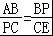 AB/PC = BP/CE